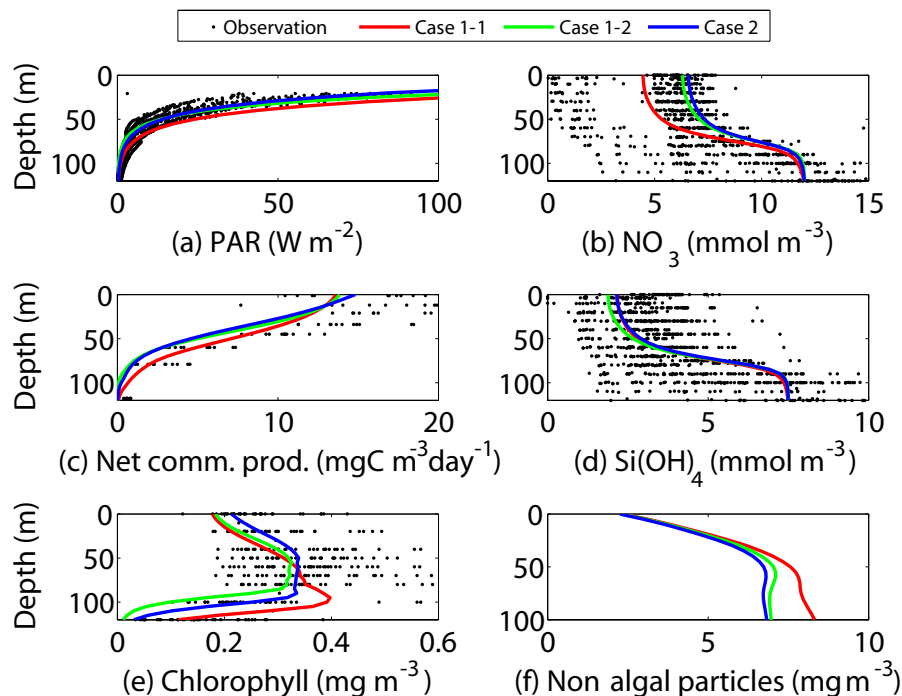 Observation Case 1-1 Case 1-2 Case 2
Depth (m)
0
50
100
0 50 100
(a) PAR (W m⁻²)
0 5 10 15
(b) NO₃ (mmol m⁻³)
0
50
100
Depth (m)
0
50
100
0 10 20
(c) Net comm. prod. (mgC m⁻³day⁻¹)
0
50
100
0 5 10
(d) Si(OH)₄ (mmol m⁻³)
Depth (m)
0
50
100
0 0.2 0.4 0.6
(e) Chlorophyll (mg m⁻³)
0
50
100
0 5 10
(f) Non algal particles (mg m⁻³)